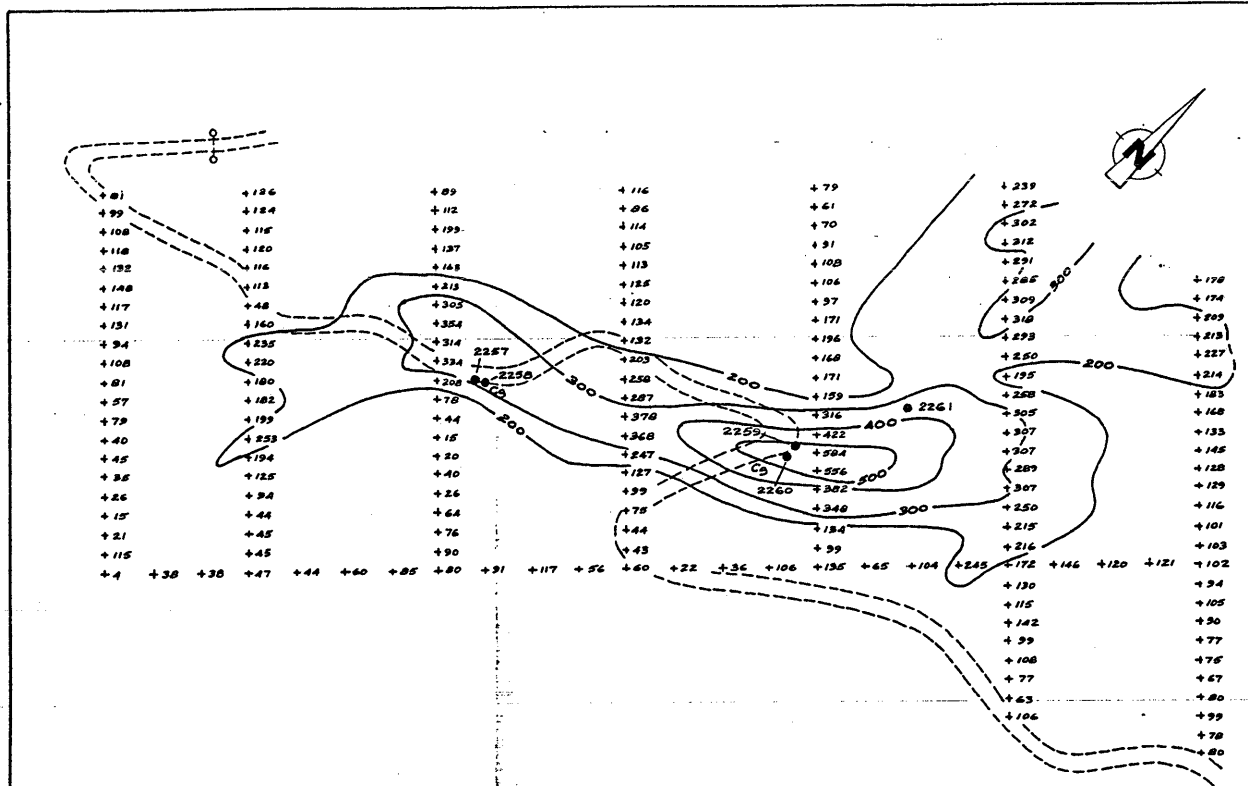 N
+81 +126 +89 +116 +79 +239
+99 +124 +112 +86 +61 +272
+108 +115 +199 +114 +70 +302
+118 +120 +137 +105 +91 +312
+132 +116 +163 +113 +108 +291
+148 +113 +213 +125 +106 +285 300 +178
+117 +48 +305 +120 +97 +309 +174
+131 +160 +354 +134 +171 +318 +209
+94 +235 +314 +132 +196 +293 +213
+108 +220 +334 2257 +203 +168 +250 200 +227
+81 +180 +208 2258 300 +258 200 +171 +195 +214
Cg
+57 +182 +78 +287 +159 +258 +183
+79 +199 +44 200 +378 +316 400 2261 +305 +168
+40 +253 +15 +368 2259 +422 +307 +133
+45 +194 +20 +247 +584 +307 +145
Cg
+35 +125 +40 +127 +556 500 +289 +128
2260
+26 +94 +26 +99 +382 +307 +129
+15 +44 +64 +75 +348 300 +250 +116
+21 +45 +76 +44 +134 +215 +101
+115 +45 +90 +43 +99 +216 +103
+4 +38 +38 +47 +44 +60 +85 +80 +91 +117 +56 +60 +22 +36 +106 +135 +65 +104 +245 +172 +146 +120 +121 +102
+130 +94
+115 +105
+142 +90
+99 +77
+108 +75
+77 +67
+63 +80
+106 +99
+78
+80